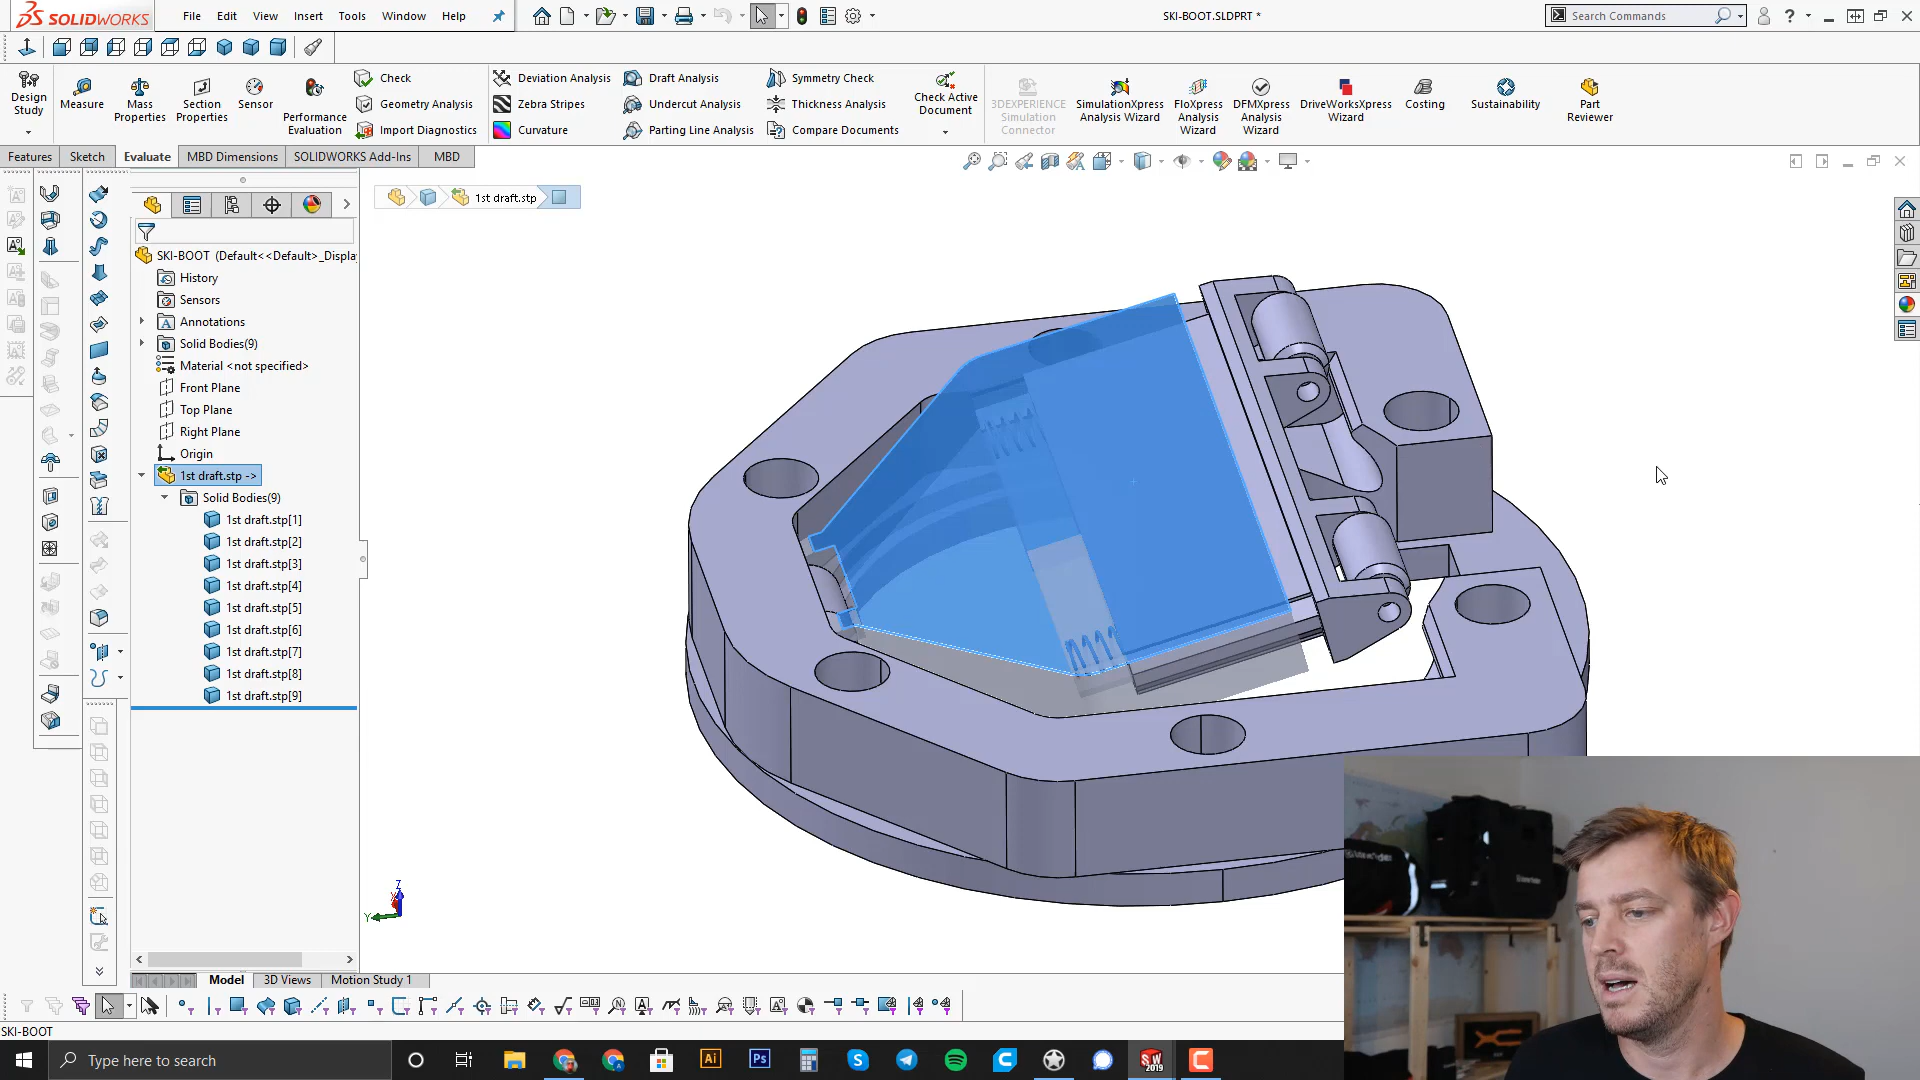 SOLIDWORKS
File Edit View Insert Tools Window Help
SKI-BOOT.SLDPRT *
Search Commands
Design Study
Measure
Mass Properties
Section Properties
Sensor
Performance Evaluation
Check
Geometry Analysis
Import Diagnostics
Deviation Analysis
Zebra Stripes
Curvature
Draft Analysis
Undercut Analysis
Parting Line Analysis
Symmetry Check
Thickness Analysis
Compare Documents
Check Active Document
3DEXPERIENCE Simulation Connector
SimulationXpress Analysis Wizard
FloXpress Analysis Wizard
DFMXpress Analysis Wizard
DriveWorksXpress Wizard
Costing
Sustainability
Part Reviewer
Features Sketch Evaluate MBD Dimensions SOLIDWORKS Add-Ins MBD
1st draft.stp
SKI-BOOT (Default<<Default>_Displa
History
Sensors
Annotations
Solid Bodies(9)
Material <not specified>
Front Plane
Top Plane
Right Plane
Origin
1st draft.stp ->
Solid Bodies(9)
1st draft.stp[1]
1st draft.stp[2]
1st draft.stp[3]
1st draft.stp[4]
1st draft.stp[5]
1st draft.stp[6]
1st draft.stp[7]
1st draft.stp[8]
1st draft.stp[9]
Z
Y
Model 3D Views Motion Study 1
SKI-BOOT
Type here to search
Ai
Ps
SW 2019